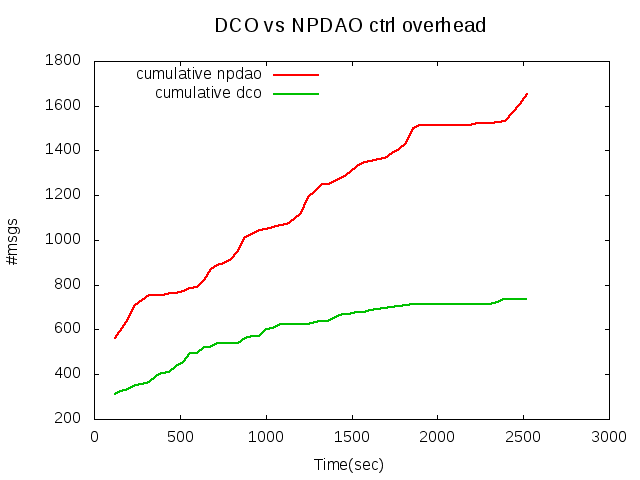 DCO vs NPDAO ctrl overhead
cumulative npdao
cumulative dco
#msgs
1800
1600
1400
1200
1000
800
600
400
200
0 500 1000 1500 2000 2500 3000
Time(sec)